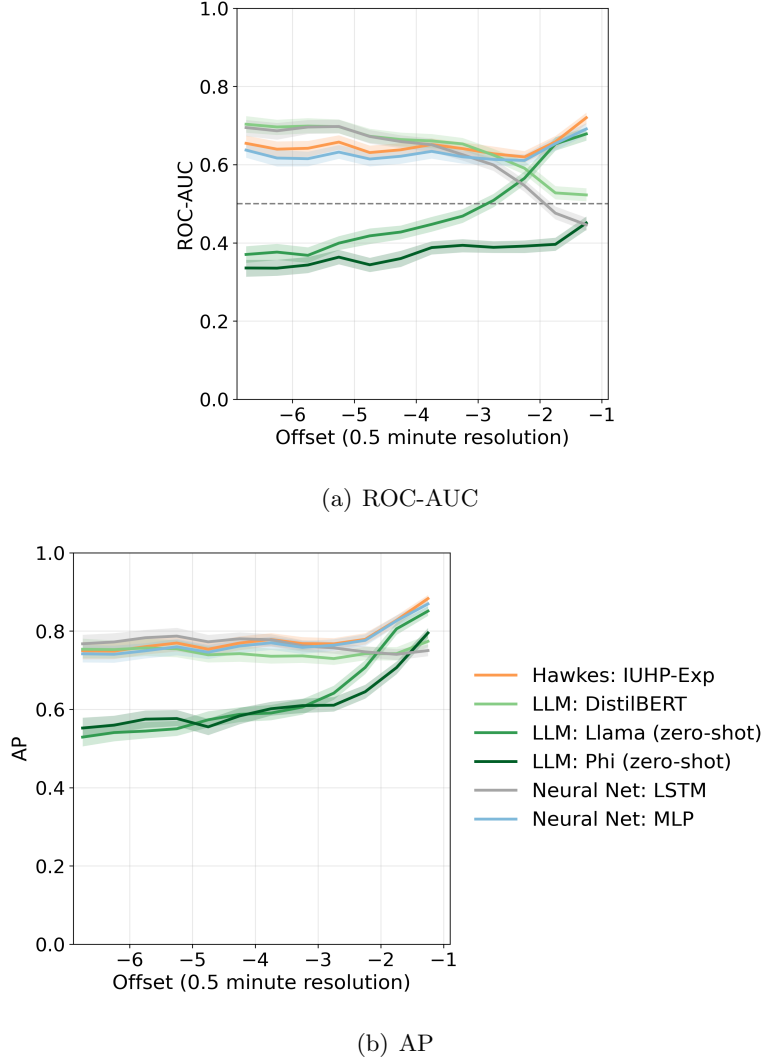 1.0
0.8
0.6
0.4
0.2
0.0
ROC-AUC
−6 −5 −4 −3 −2 −1
Offset (0.5 minute resolution)
(a) ROC-AUC
1.0
0.8
0.6
0.4
0.2
0.0
AP
−6 −5 −4 −3 −2 −1
Offset (0.5 minute resolution)
Hawkes: IUHP-Exp
LLM: DistilBERT
LLM: Llama (zero-shot)
LLM: Phi (zero-shot)
Neural Net: LSTM
Neural Net: MLP
(b) AP